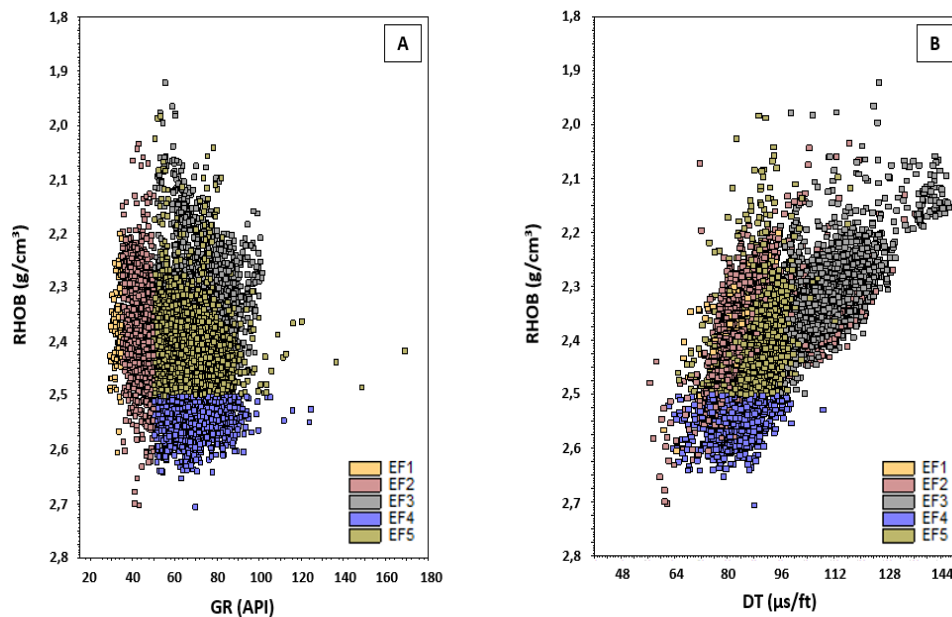 A
1,8
1,9
2,0
2,1
2,2
2,3
2,4
2,5
2,6
2,7
2,8
RHOB (g/cm³)
20 40 60 80 100 120 140 160 180
GR (API)
EF1
EF2
EF3
EF4
EF5
B
1,8
1,9
2,0
2,1
2,2
2,3
2,4
2,5
2,6
2,7
2,8
RHOB (g/cm³)
48 64 80 96 112 128 144
DT (µs/ft)
EF1
EF2
EF3
EF4
EF5